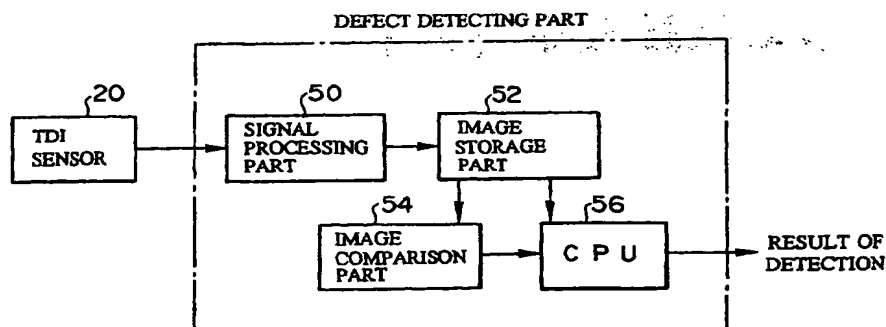 DEFECT DETECTING PART
20
50
52
TDI
SENSOR
SIGNAL
PROCESSING
PART
IMAGE
STORAGE
PART
54
56
IMAGE
COMPARISON
PART
CPU
RESULT OF
DETECTION